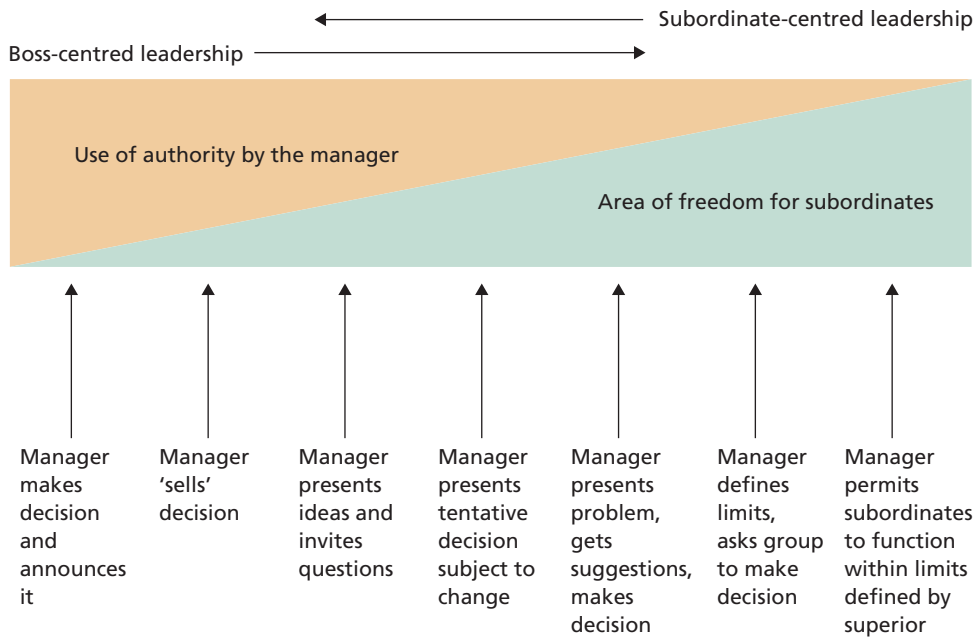 Subordinate-centred leadership
Boss-centred leadership
Use of authority by the manager
Area of freedom for subordinates
Manager
makes
decision
and
announces
it
Manager
‘sells’
decision
Manager
presents
ideas and
invites
questions
Manager
presents
tentative
decision
subject to
change
Manager
presents
problem,
gets
suggestions,
makes
decision
Manager
defines
limits,
asks group
to make
decision
Manager
permits
subordinates
to function
within limits
defined by
superior